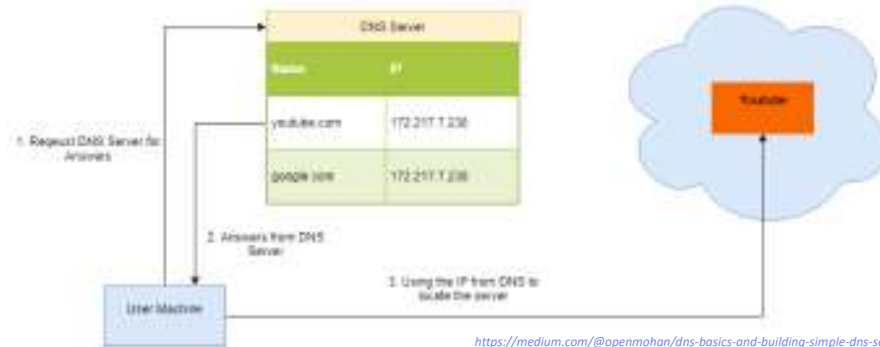 DNS Server
Name IP
youtube.com 172.217.7.238
google.com 172.217.7.238
1. Reqeust DNS Server for
Answers
2. Answers from DNS
Server
3. Using the IP from DNS to
locate the server
User Machine
Youtube
https://medium.com/@openmohan/dns-basics-and-building-simple-dns-se